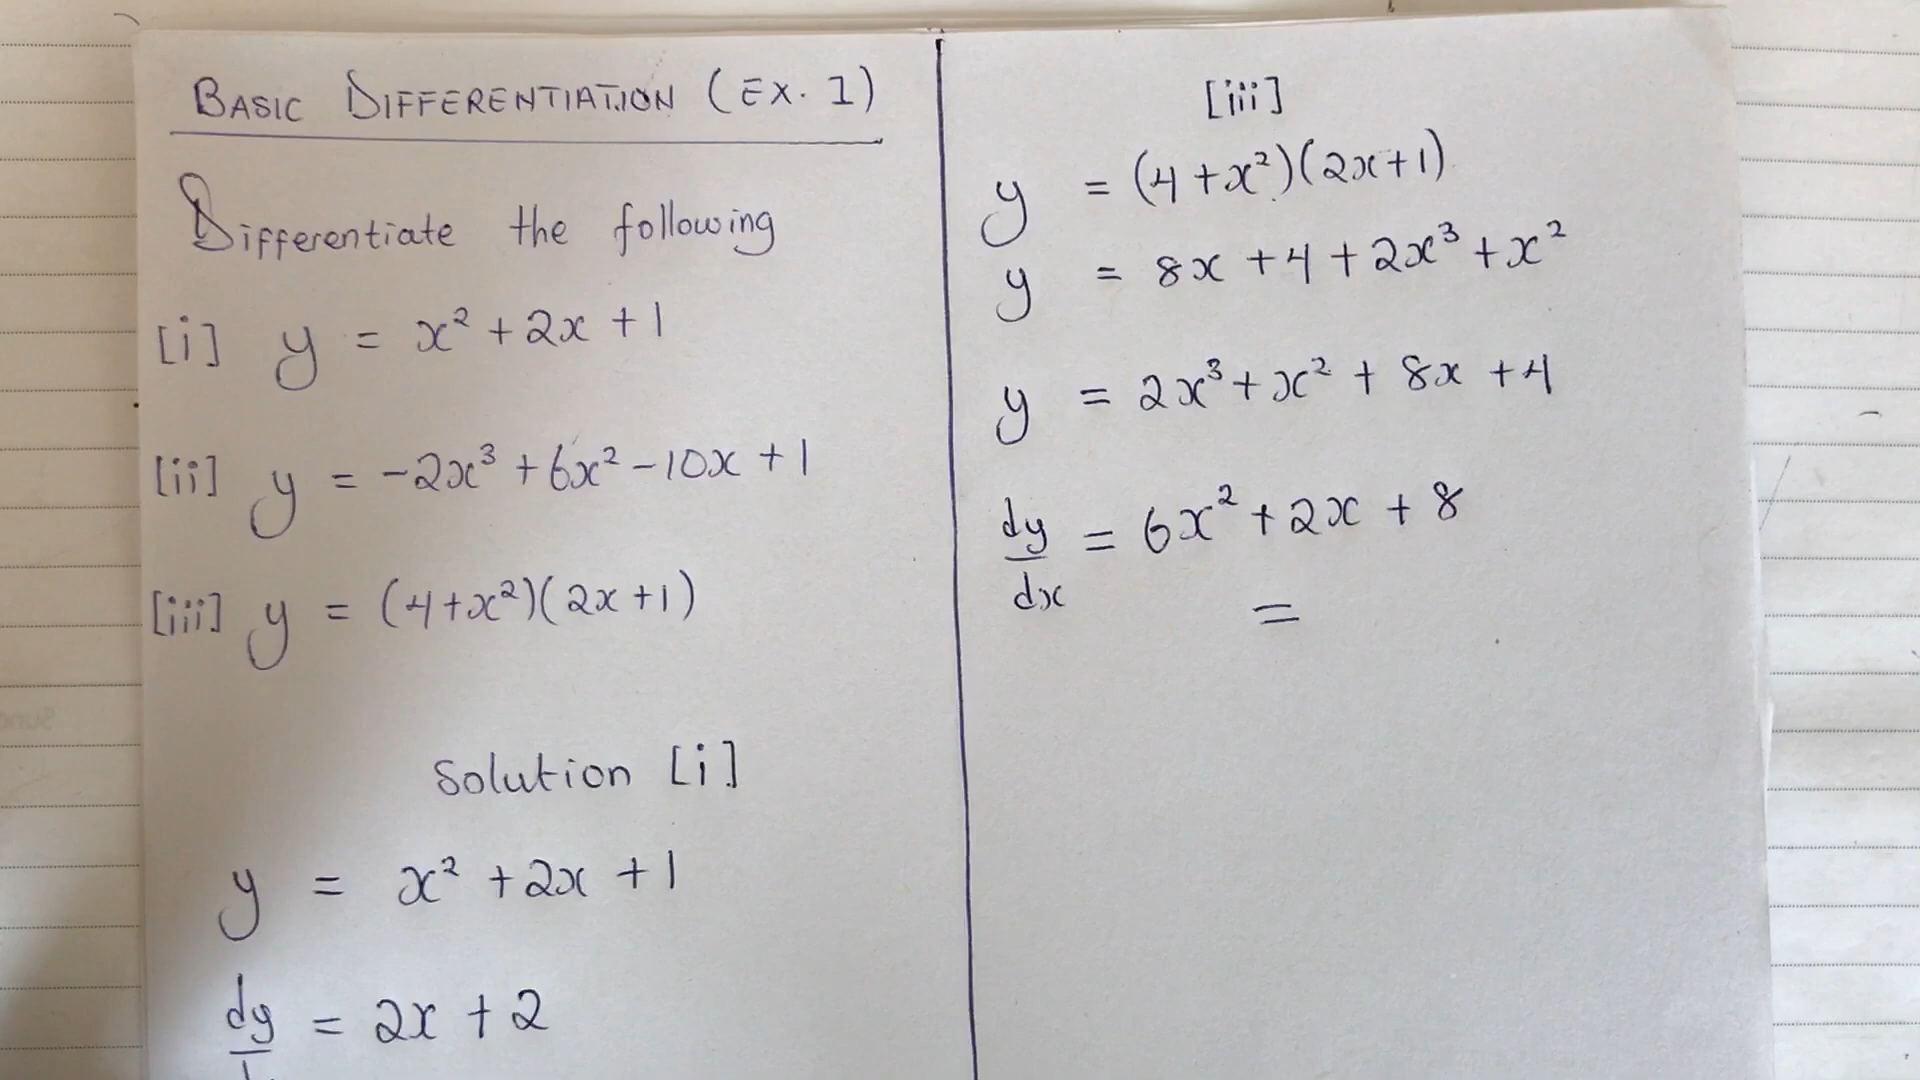 BASIC DIFFERENTIATION (EX. 1)
Differentiate the following
[i] y = x² + 2x + 1
[ii] y = -2x³ + 6x² - 10x + 1
[iii] y = (4 + x²)(2x + 1)
Solution [i]
y = x² + 2x + 1
dy = 2x + 2
[iii]
y = (4 + x²)(2x + 1)
y = 8x + 4 + 2x³ + x²
y = 2x³ + x² + 8x + 4
dy/dx = 6x² + 2x + 8
=